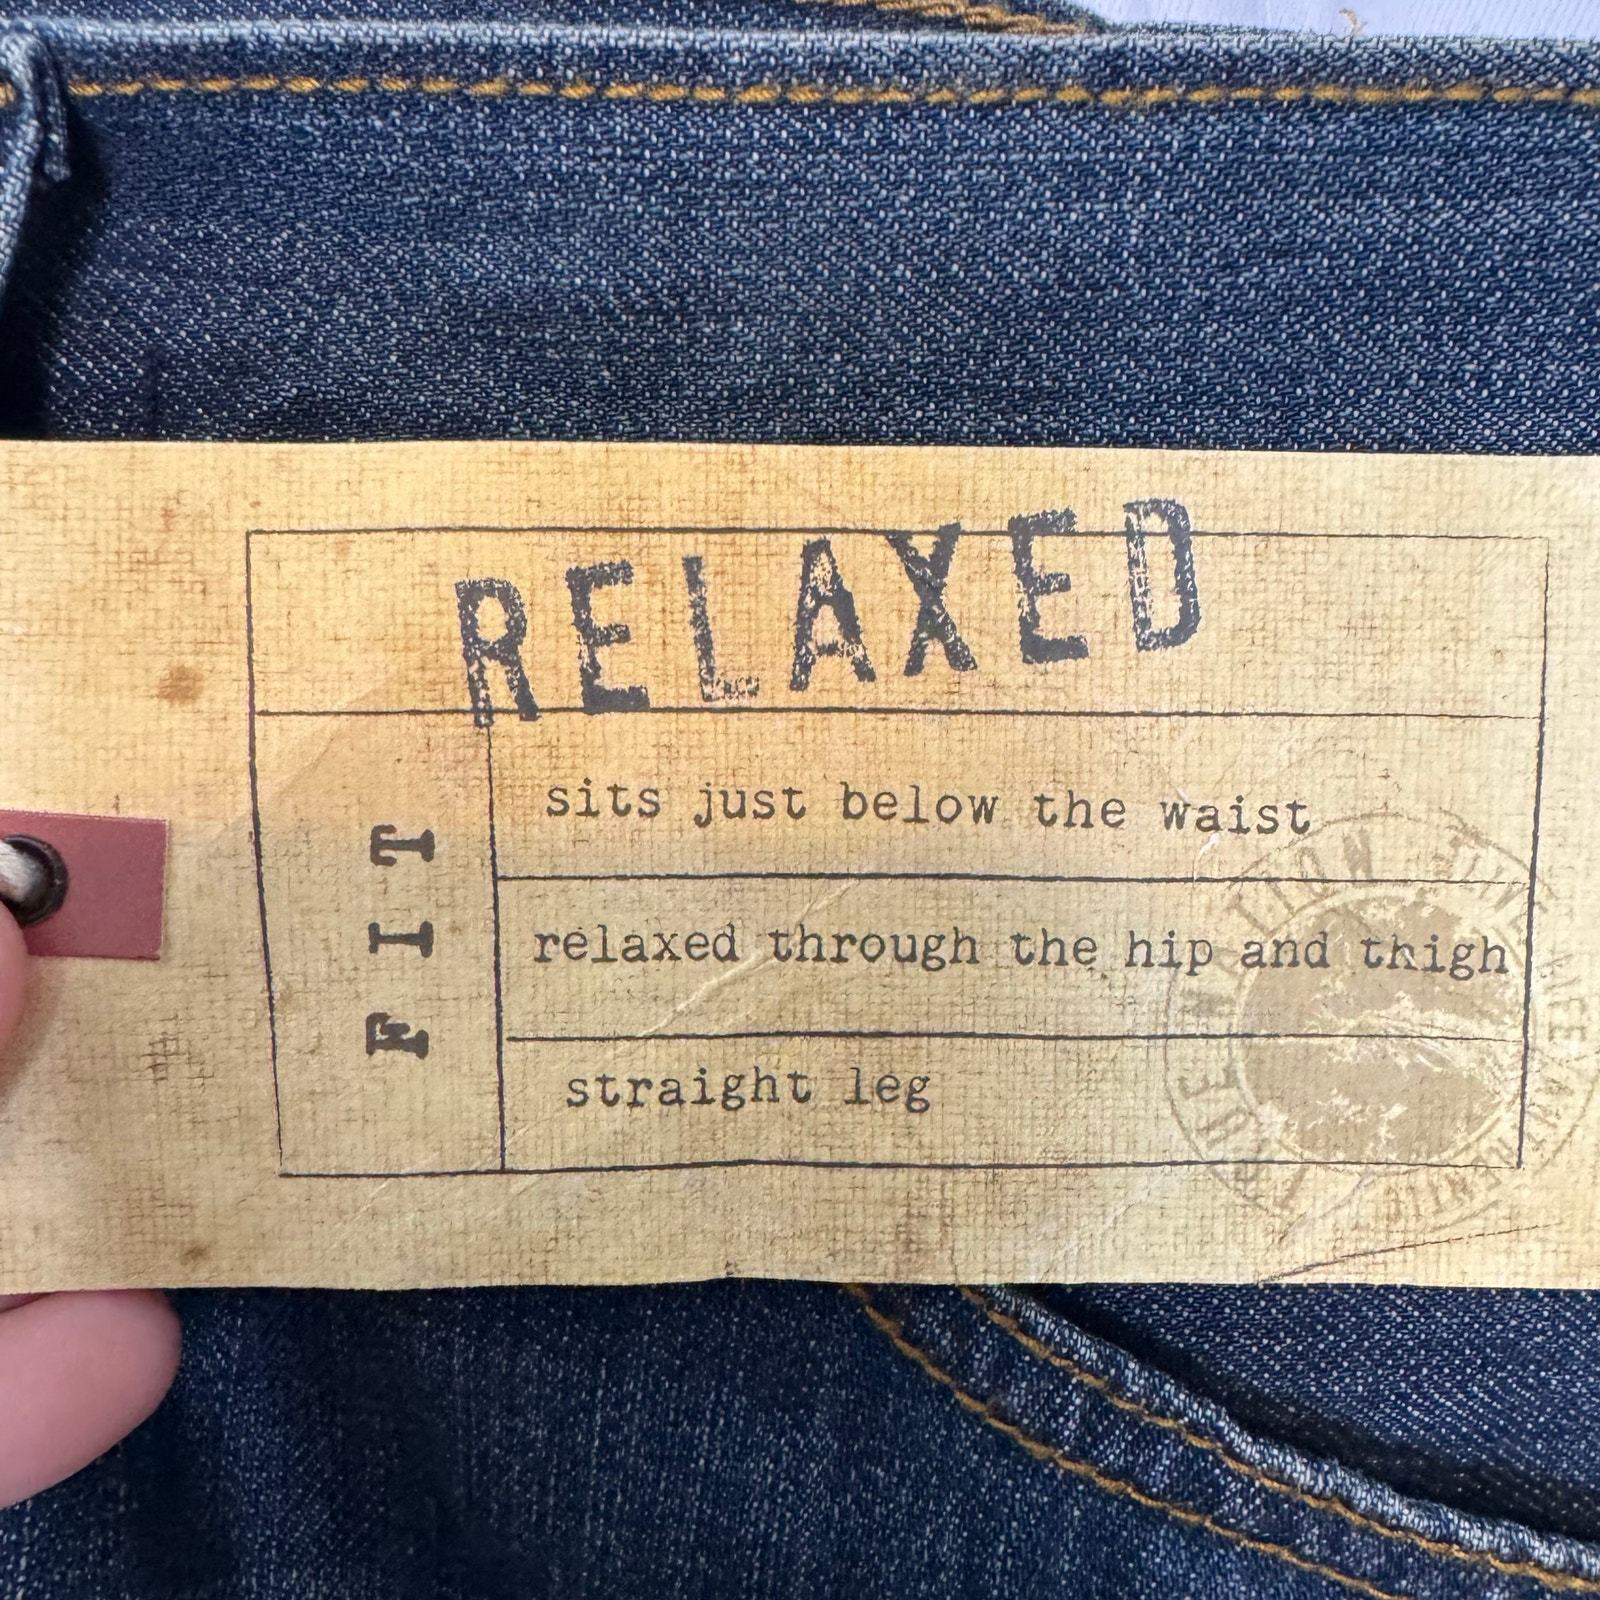 RELAXED
FIT
sits just below the waist
relaxed through the hip and thigh
straight leg